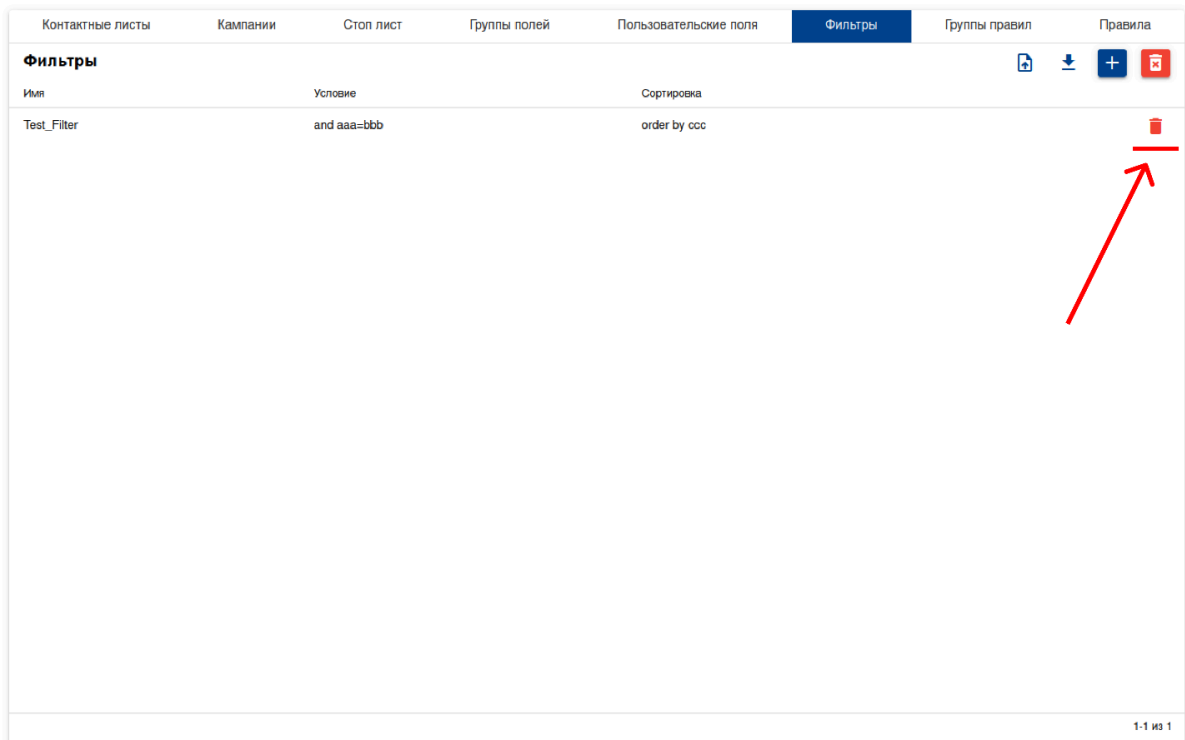 Контактные листы Кампании Стоп лист Группы полей Пользовательские поля Фильтры Группы правил Правила
Фильтры
Имя Условие Сортировка
Test_Filter and aaa=bbb order by ccc
1-1 из 1